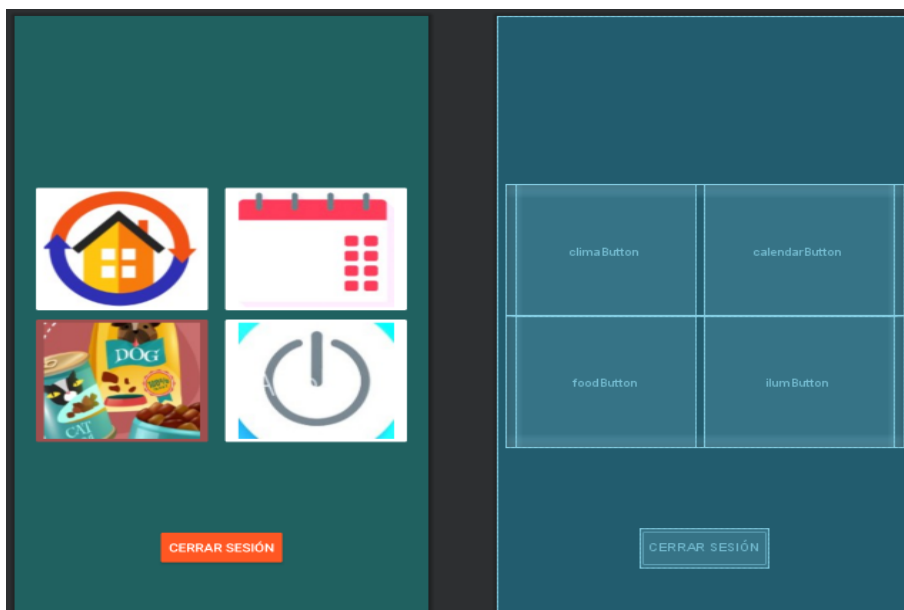 DOG
CAT
CERRAR SESIÓN
climaButton
calendarButton
foodButton
ilumButton
CERRAR SESIÓN